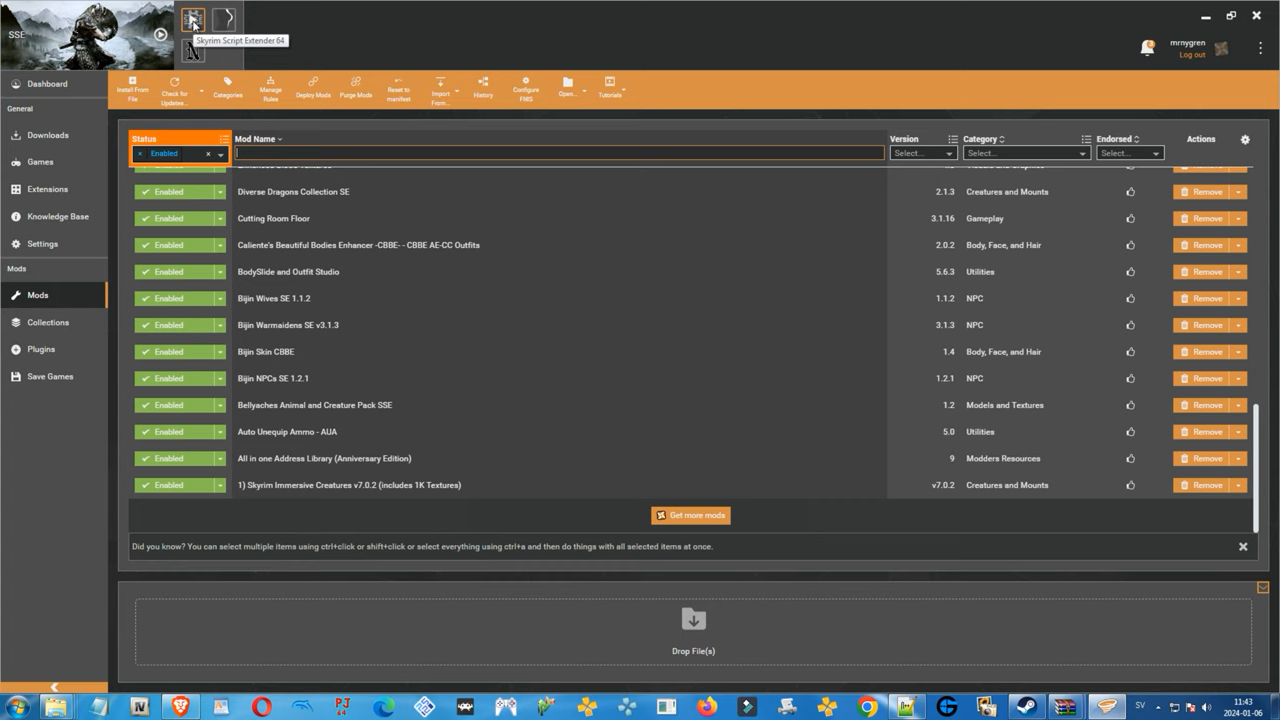 SSE
Skyrim Script Extender 64
2
mrnygren
Log out
Dashboard
General
Downloads
Games
Extensions
Knowledge Base
Settings
Mods
Mods
Collections
Plugins
Save Games
Install From File
Check for Updates...
Categories
Manage Rules
Deploy Mods
Purge Mods
Reset to manifest
Import From...
History
Configure FNIS
Open...
Tutorials
Status
Mod Name
Version
Category
Endorsed
Actions
× Enabled ×
Select...
Select...
Select...
Enabled Diverse Dragons Collection SE 2.1.3 Creatures and Mounts Remove
Enabled Cutting Room Floor 3.1.16 Gameplay Remove
Enabled Caliente's Beautiful Bodies Enhancer -CBBE- - CBBE AE-CC Outfits 2.0.2 Body, Face, and Hair Remove
Enabled BodySlide and Outfit Studio 5.6.3 Utilities Remove
Enabled Bijin Wives SE 1.1.2 1.1.2 NPC Remove
Enabled Bijin Warmaidens SE v3.1.3 3.1.3 NPC Remove
Enabled Bijin Skin CBBE 1.4 Body, Face, and Hair Remove
Enabled Bijin NPCs SE 1.2.1 1.2.1 NPC Remove
Enabled Bellyaches Animal and Creature Pack SSE 1.2 Models and Textures Remove
Enabled Auto Unequip Ammo - AUA 5.0 Utilities Remove
Enabled All in one Address Library (Anniversary Edition) 9 Modders Resources Remove
Enabled 1) Skyrim Immersive Creatures v7.0.2 (includes 1K Textures) v7.0.2 Creatures and Mounts Remove
Get more mods
Did you know? You can select multiple items using ctrl+click or shift+click or select everything using ctrl+a and then do things with all selected items at once.
Drop File(s)
IV
PJ
64
SV
11:43
2024-01-06